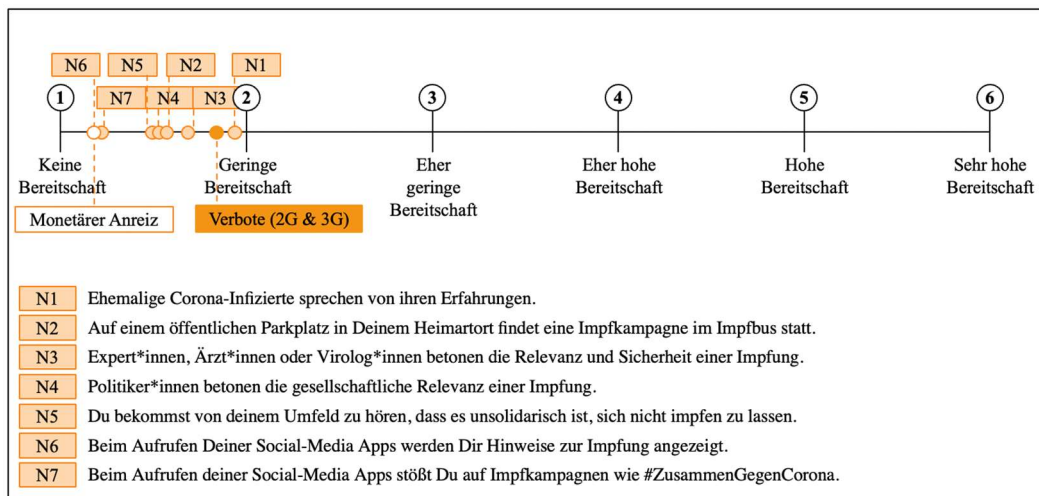 N6 N5 N2 N1
N7 N4 N3
1 2 3 4 5 6
Keine Geringe Eher Eher hohe Hohe Sehr hohe
Bereitschaft Bereitschaft geringe Bereitschaft Bereitschaft Bereitschaft
Bereitschaft
Monetärer Anreiz Verbote (2G & 3G)
N1 Ehemalige Corona-Infizierte sprechen von ihren Erfahrungen.
N2 Auf einem öffentlichen Parkplatz in Deinem Heimartort findet eine Impfkampagne im Impfbus statt.
N3 Expert*innen, Ärzt*innen oder Virolog*innen betonen die Relevanz und Sicherheit einer Impfung.
N4 Politiker*innen betonen die gesellschaftliche Relevanz einer Impfung.
N5 Du bekommst von deinem Umfeld zu hören, dass es unsolidarisch ist, sich nicht impfen zu lassen.
N6 Beim Aufrufen Deiner Social-Media Apps werden Dir Hinweise zur Impfung angezeigt.
N7 Beim Aufrufen deiner Social-Media Apps stößt Du auf Impfkampagnen wie #ZusammenGegenCorona.